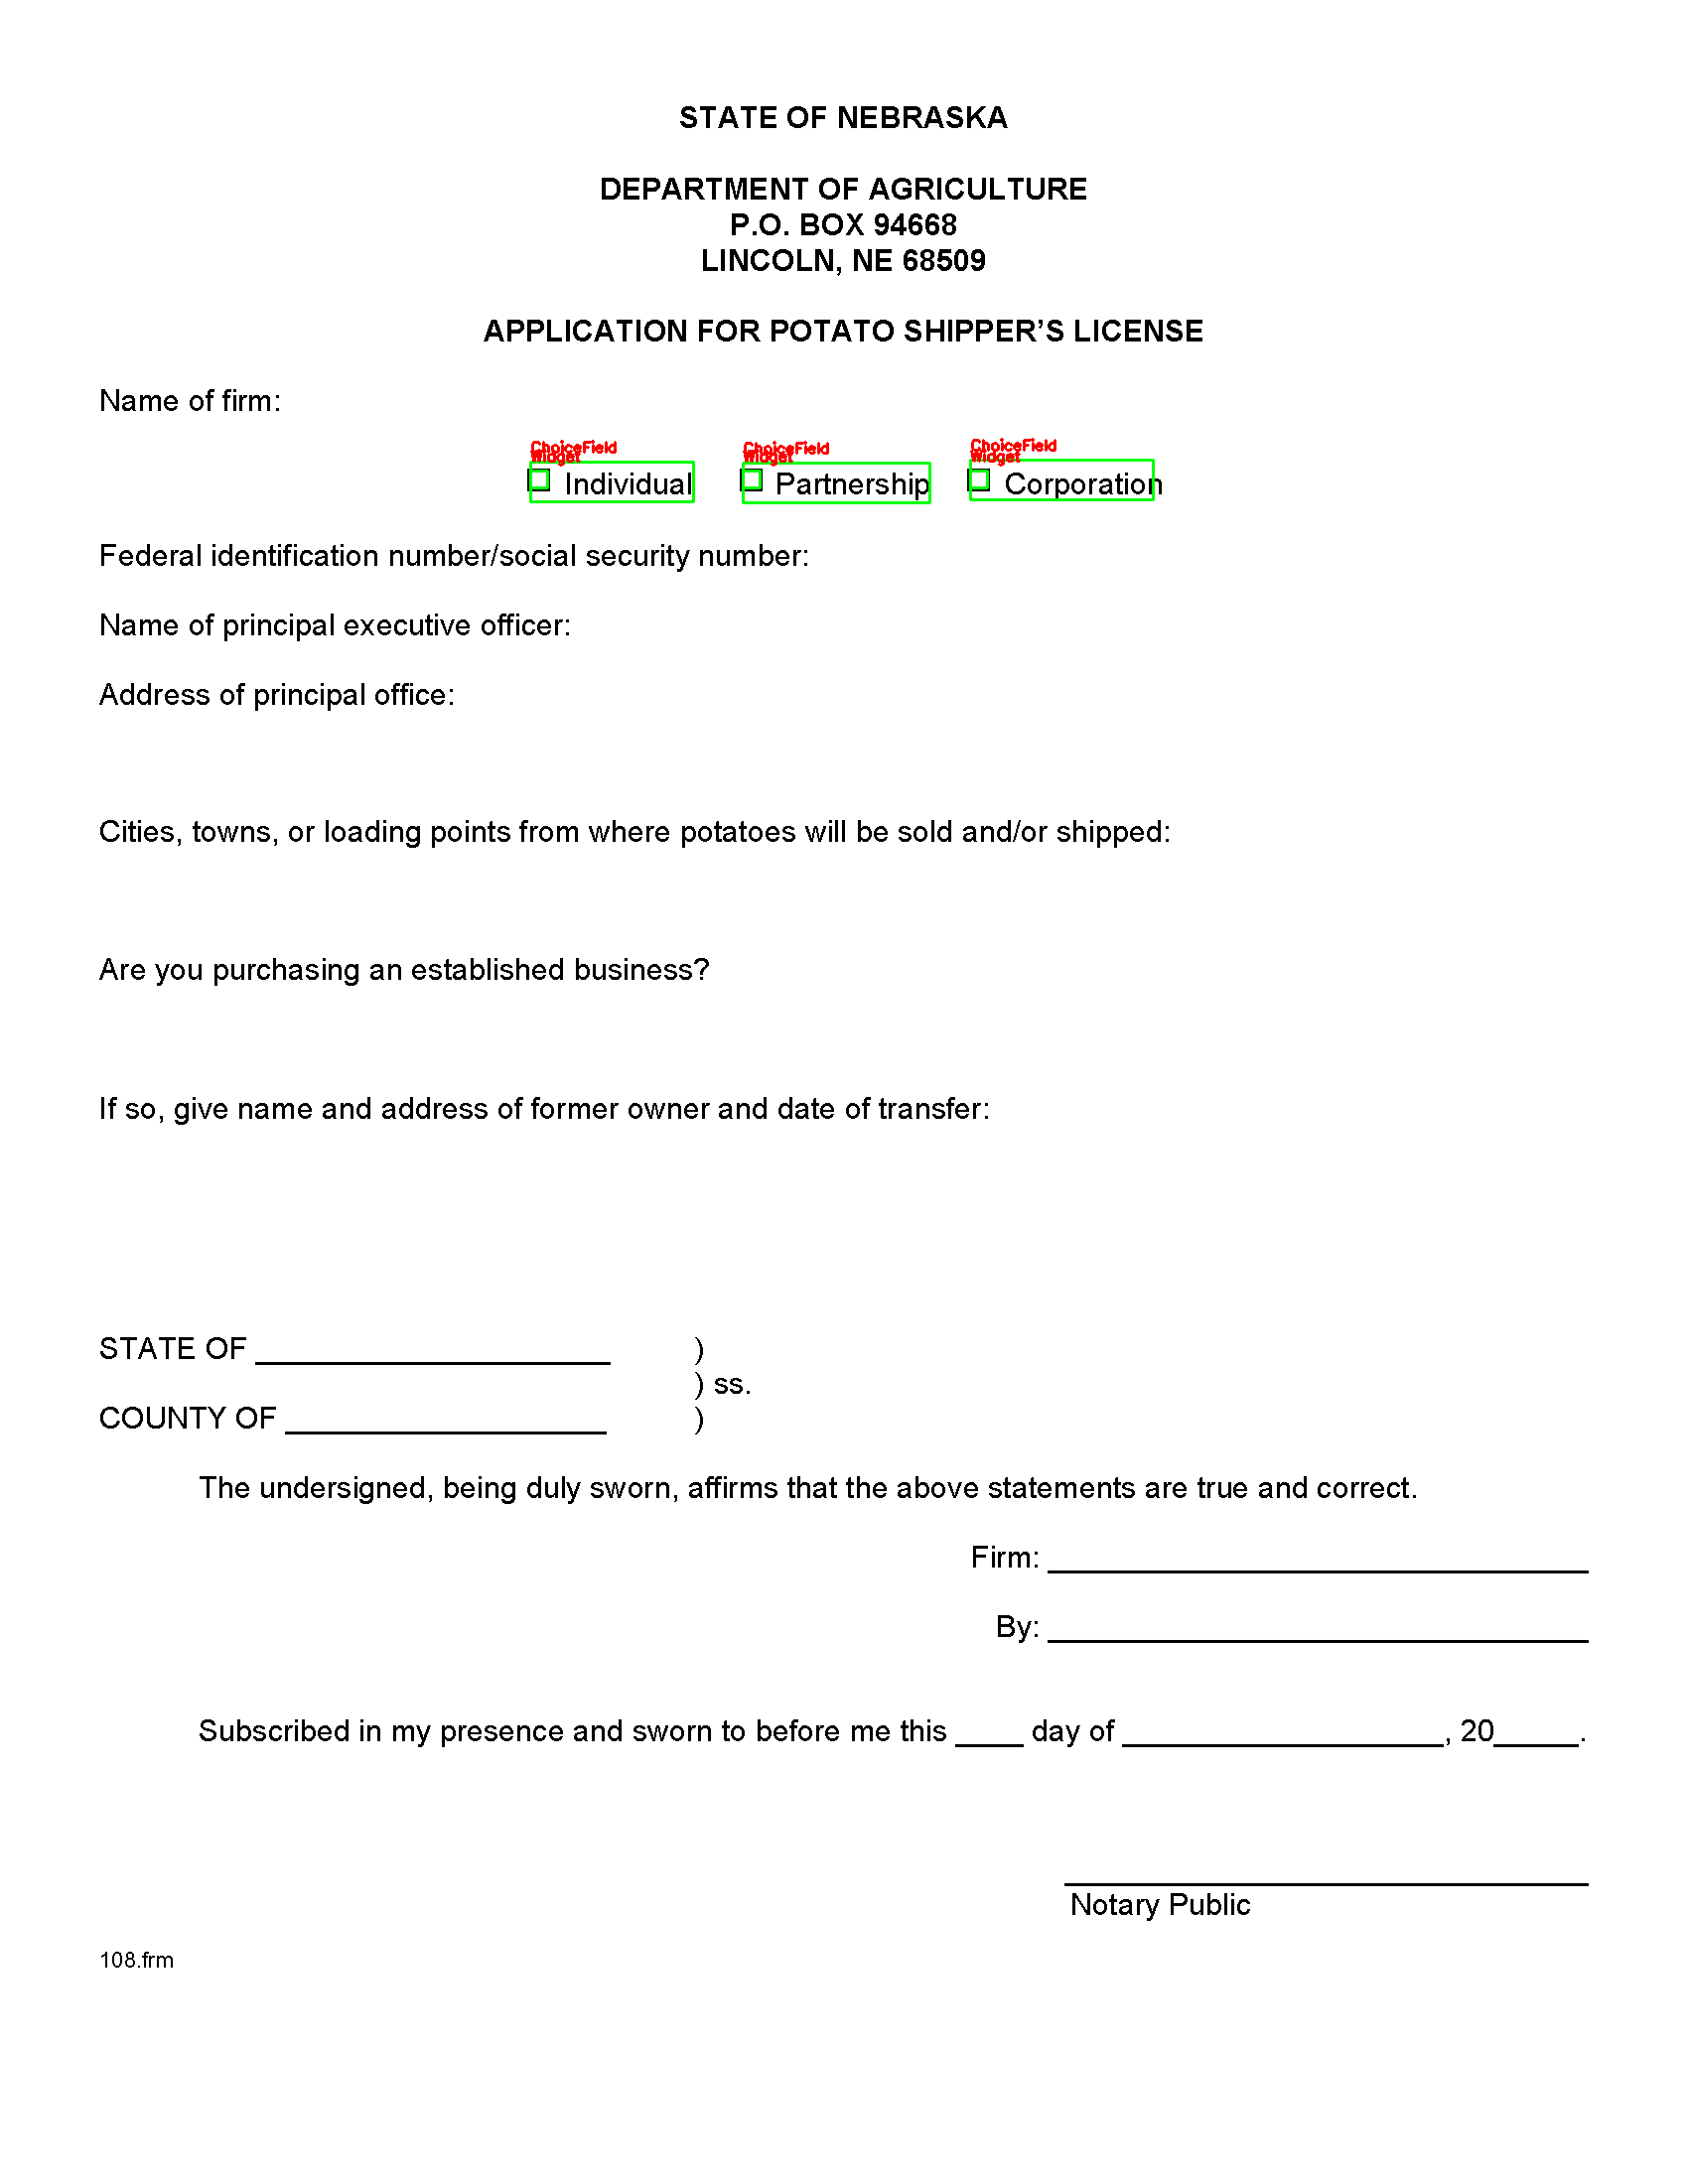 STATE OF NEBRASKA
DEPARTMENT OF AGRICULTURE
P.O. BOX 94668
LINCOLN, NE 68509
APPLICATION FOR POTATO SHIPPER’S LICENSE
Name of firm:
ChoiceField ChoiceField ChoiceField
Widget Widget Widget
Individual Partnership Corporation
Federal identification number/social security number:
Name of principal executive officer:
Address of principal office:
Cities, towns, or loading points from where potatoes will be sold and/or shipped:
Are you purchasing an established business?
If so, give name and address of former owner and date of transfer:
STATE OF _____________________ )
) ss.
COUNTY OF ___________________ )
The undersigned, being duly sworn, affirms that the above statements are true and correct.
Firm: ________________________________
By: ________________________________
Subscribed in my presence and sworn to before me this ____ day of ___________________, 20_____.
Notary Public
108.frm